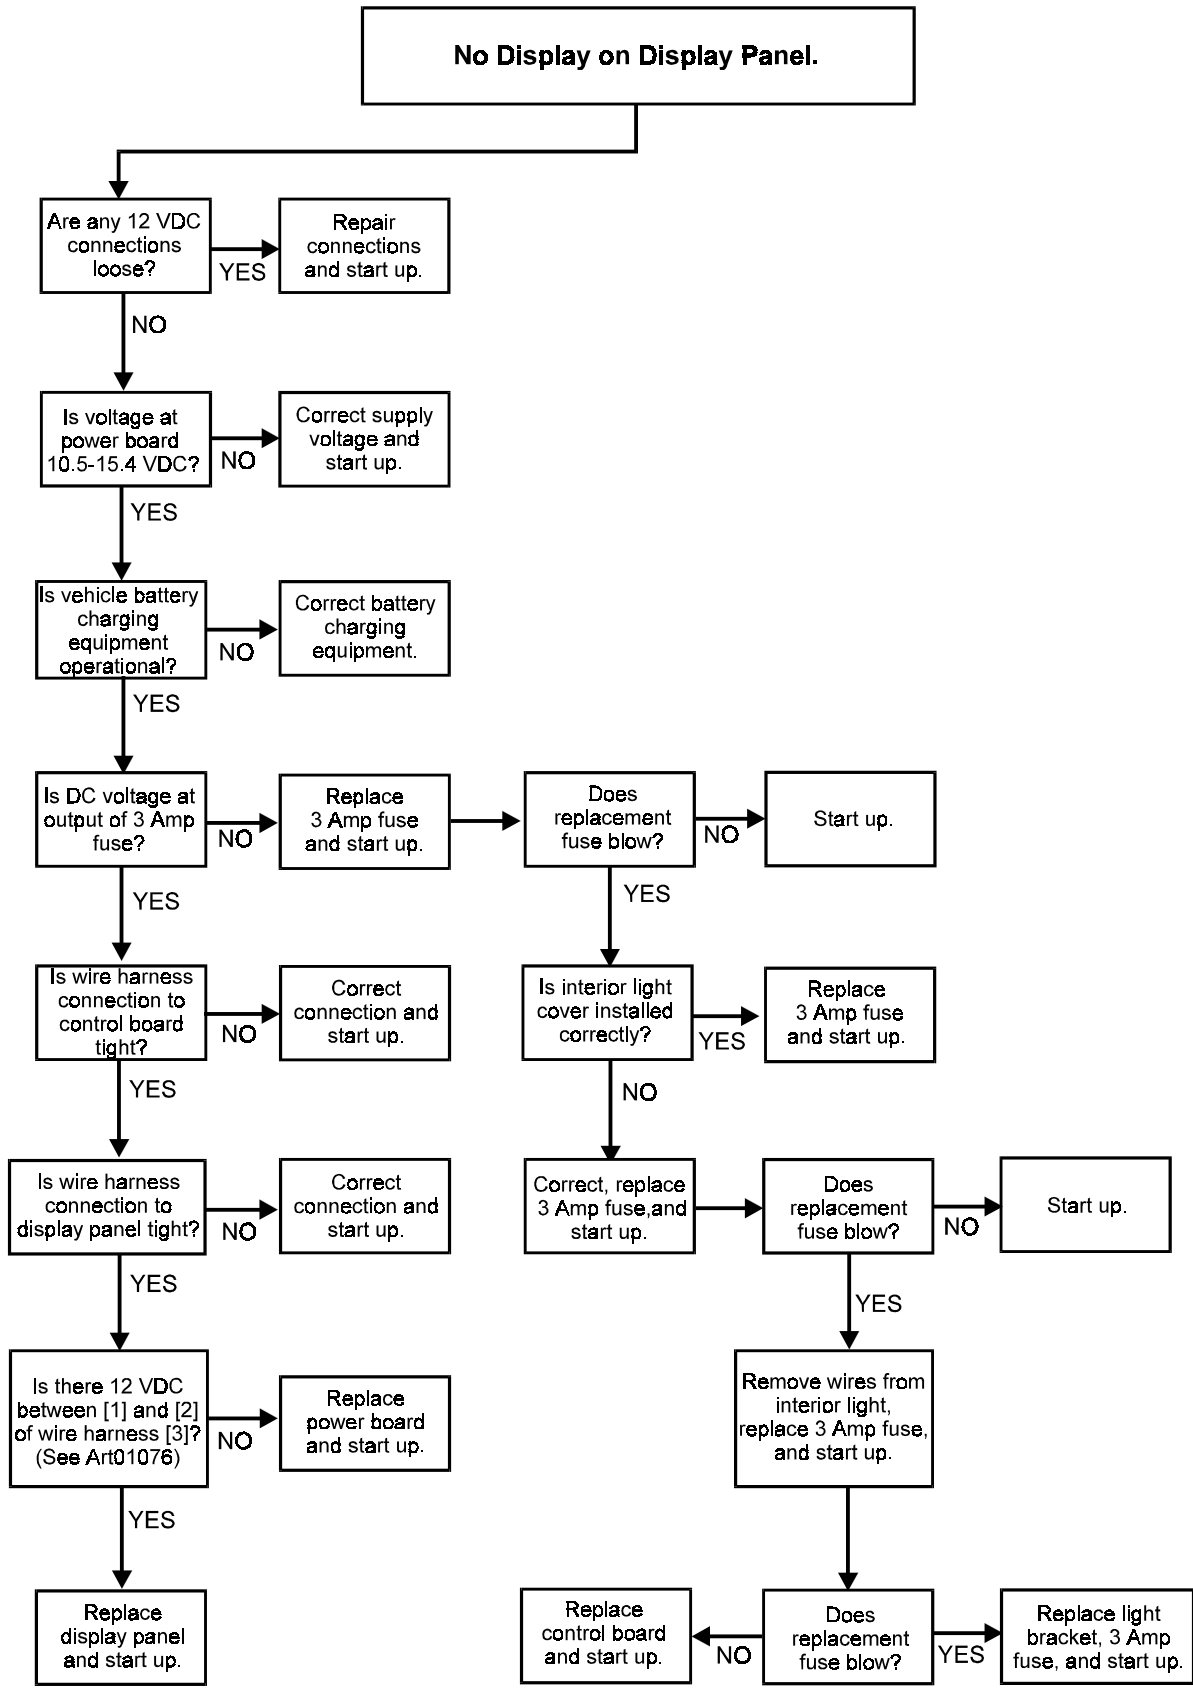 No Display on Display Panel.
Are any 12 VDC
connections
loose?
YES
Repair
connections
and start up.
NO
Is voltage at
power board
10.5-15.4 VDC?
NO
Correct supply
voltage and
start up.
YES
Is vehicle battery
charging
equipment
operational?
NO
Correct battery
charging
equipment.
YES
Is DC voltage at
output of 3 Amp
fuse?
NO
Replace
3 Amp fuse
and start up.
Does
replacement
fuse blow?
NO
Start up.
YES
YES
Is wire harness
connection to
control board
tight?
NO
Correct
connection and
start up.
Is interior light
cover installed
correctly?
YES
Replace
3 Amp fuse
and start up.
YES
NO
Is wire harness
connection to
display panel tight?
NO
Correct
connection and
start up.
Correct, replace
3 Amp fuse,and
start up.
Does
replacement
fuse blow?
NO
Start up.
YES
YES
Is there 12 VDC
between [1] and [2]
of wire harness [3]?
(See Art01076)
NO
Replace
power board
and start up.
Remove wires from
interior light,
replace 3 Amp fuse,
and start up.
YES
Replace
display panel
and start up.
Replace
control board
and start up.
NO
Does
replacement
fuse blow?
YES
Replace light
bracket, 3 Amp
fuse, and start up.